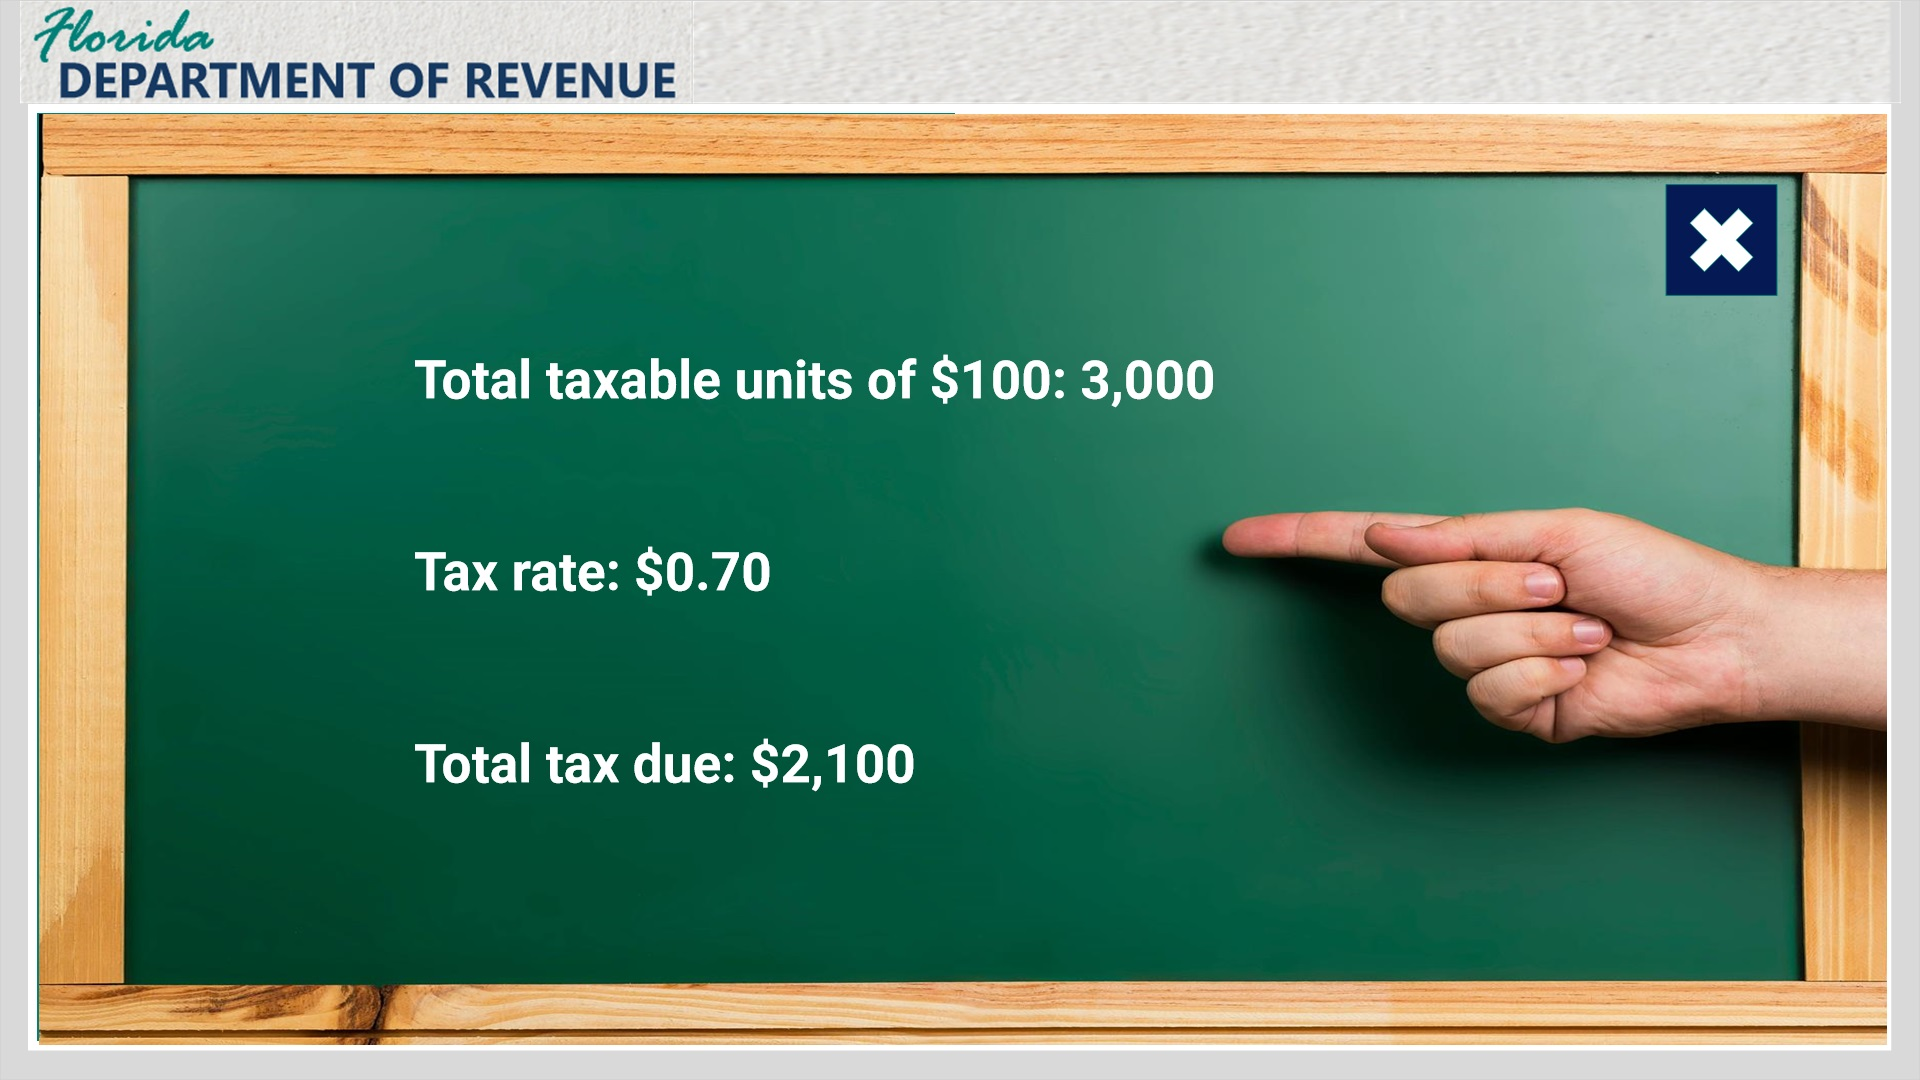 Florida
DEPARTMENT OF REVENUE
Total taxable units of $100: 3,000
Tax rate: $0.70
Total tax due: $2,100